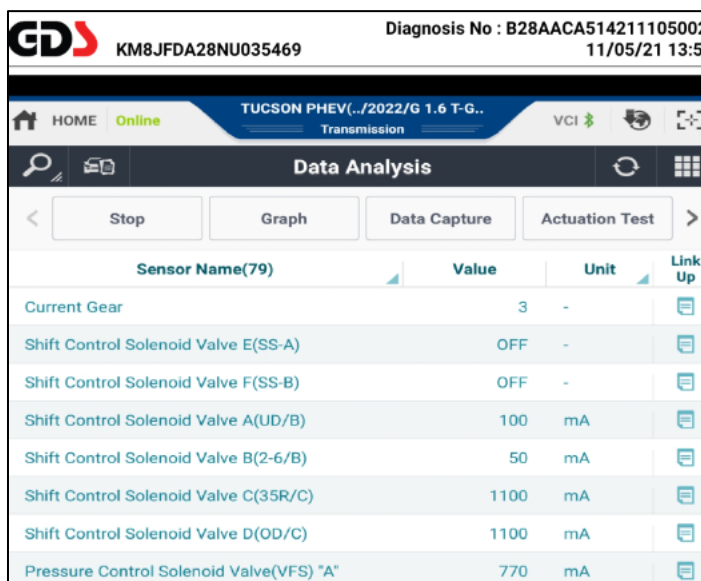 GDS
KM8JFDA28NU035469
Diagnosis No : B28AACA514211105002
11/05/21 13:5
HOME Online
TUCSON PHEV(../2022/G 1.6 T-G..
Transmission
VCI
Data Analysis
Stop Graph Data Capture Actuation Test
Sensor Name(79) Value Unit Link Up
Current Gear 3 -
Shift Control Solenoid Valve E(SS-A) OFF -
Shift Control Solenoid Valve F(SS-B) OFF -
Shift Control Solenoid Valve A(UD/B) 100 mA
Shift Control Solenoid Valve B(2-6/B) 50 mA
Shift Control Solenoid Valve C(35R/C) 1100 mA
Shift Control Solenoid Valve D(OD/C) 1100 mA
Pressure Control Solenoid Valve(VFS) "A" 770 mA